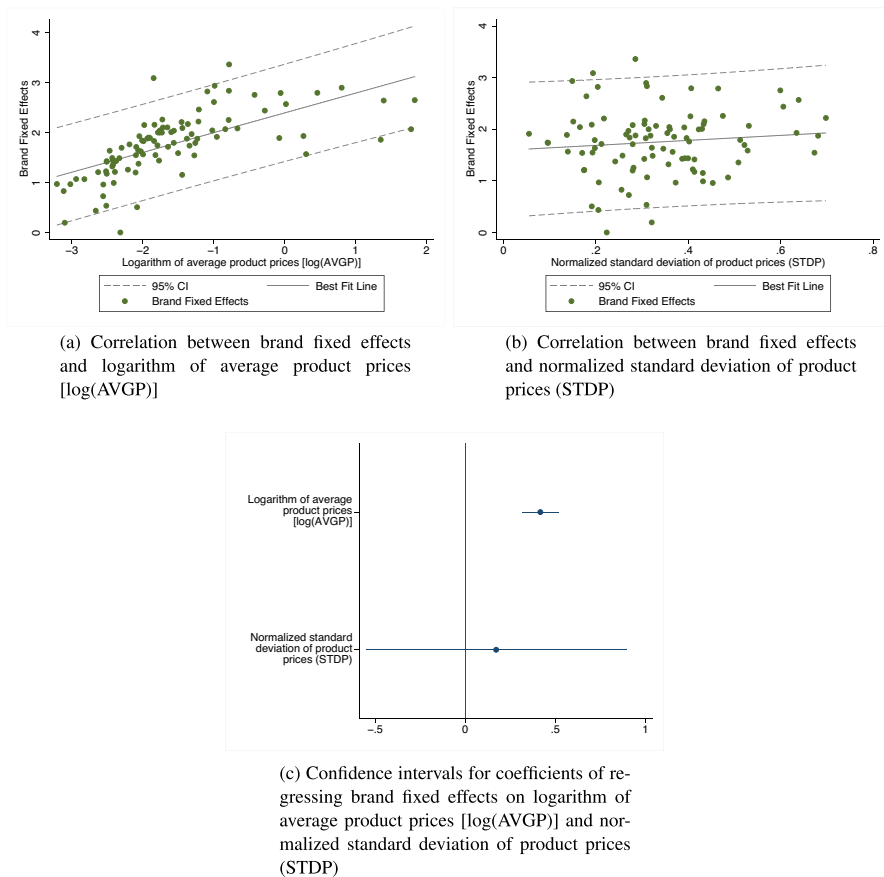 Brand Fixed Effects
4
3
2
1
0
−3
−2
−1
0
1
2
Logarithm of average product prices [log(AVGP)]
95% CI
Best Fit Line
Brand Fixed Effects
(a) Correlation between brand fixed effects
and logarithm of average product prices
[log(AVGP)]
Brand Fixed Effects
4
3
2
1
0
0
.2
.4
.6
.8
Normalized standard deviation of product prices (STDP)
95% CI
Best Fit Line
Brand Fixed Effects
(b) Correlation between brand fixed effects
and normalized standard deviation of product
prices (STDP)
Logarithm of average
product prices
[log(AVGP)]
Normalized standard
deviation of product
prices (STDP)
−.5
0
.5
1
(c) Confidence intervals for coefficients of re-
gressing brand fixed effects on logarithm of
average product prices [log(AVGP)] and nor-
malized standard deviation of product prices
(STDP)